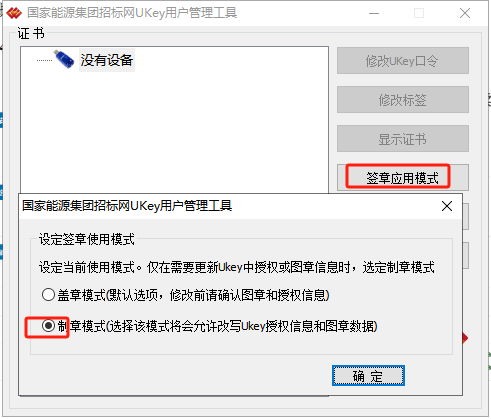 国家能源集团招标网UKey用户管理工具
证书
没有设备
修改UKey口令
修改标签
显示证书
签章应用模式
国家能源集团招标网UKey用户管理工具
设定签章使用模式
设定当前使用模式。仅在需要更新Ukey中授权或图章信息时，选定制章模式
盖章模式(默认选项，修改前请确认图章和授权信息)
制章模式(选择该模式将会允许改写Ukey授权信息和图章数据)
确 定